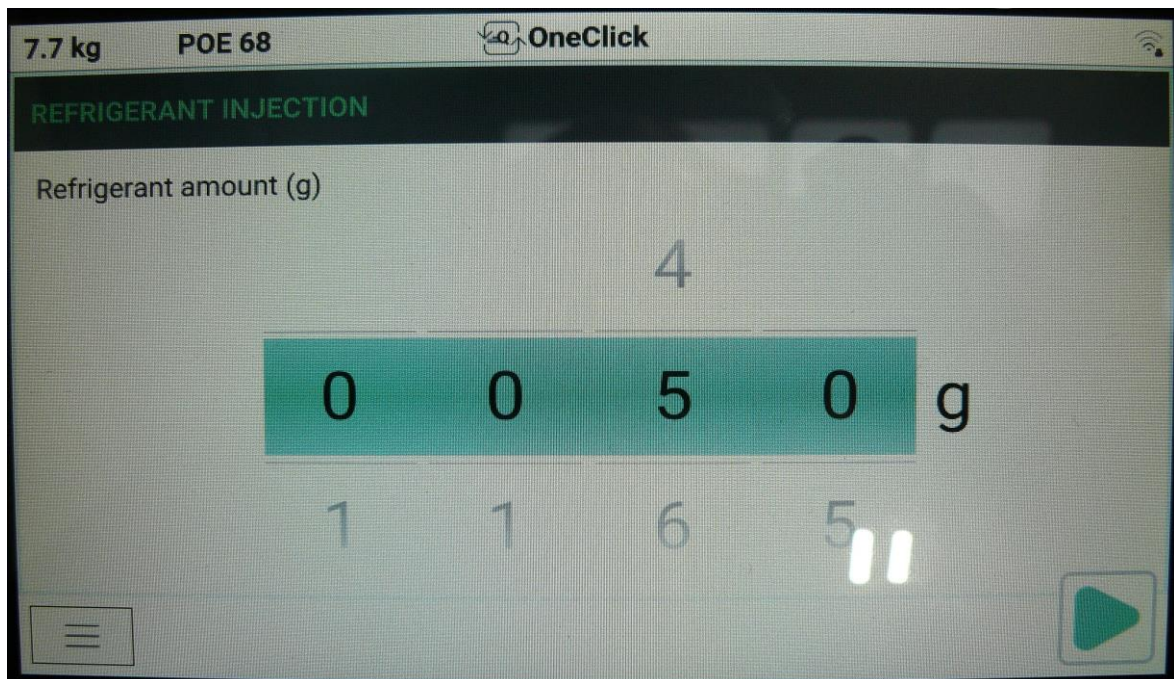 7.7 kg POE 68 OneClick
REFRIGERANT INJECTION
Refrigerant amount (g)
4
0 0 5 0 g
1 1 6 5